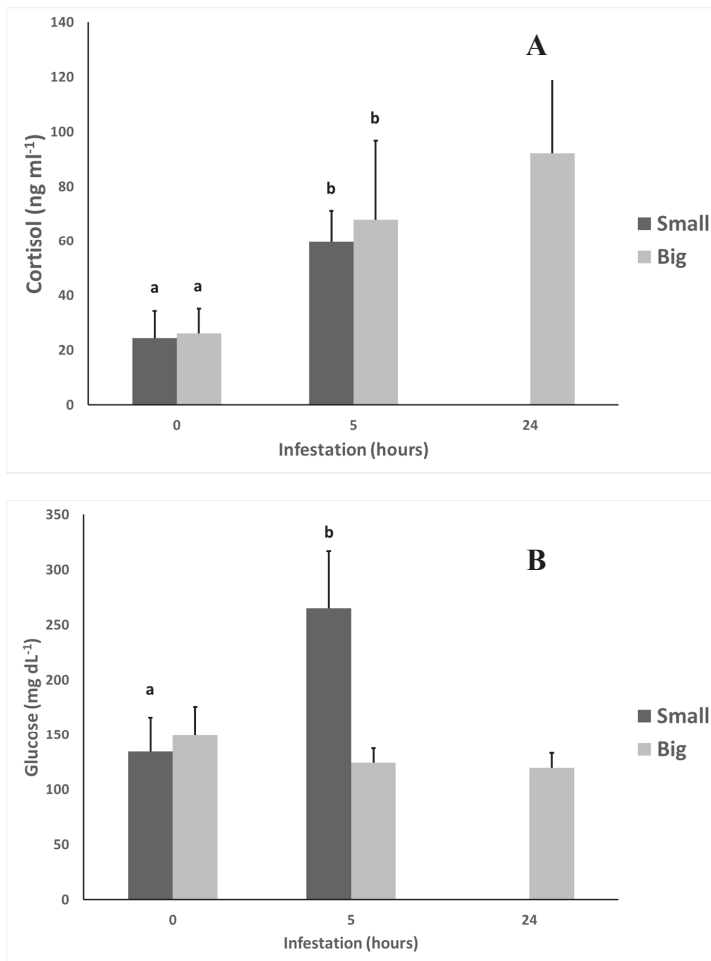 140
A
120
b
100
b
80
Cortisol (ng ml-1)
Small
60
Big
40
a a
20
0
0 5 24
Infestation (hours)
350
b
B
300
250
a
200
Glucose (mg dL-1)
Small
150
Big
100
50
0
0 5 24
Infestation (hours)